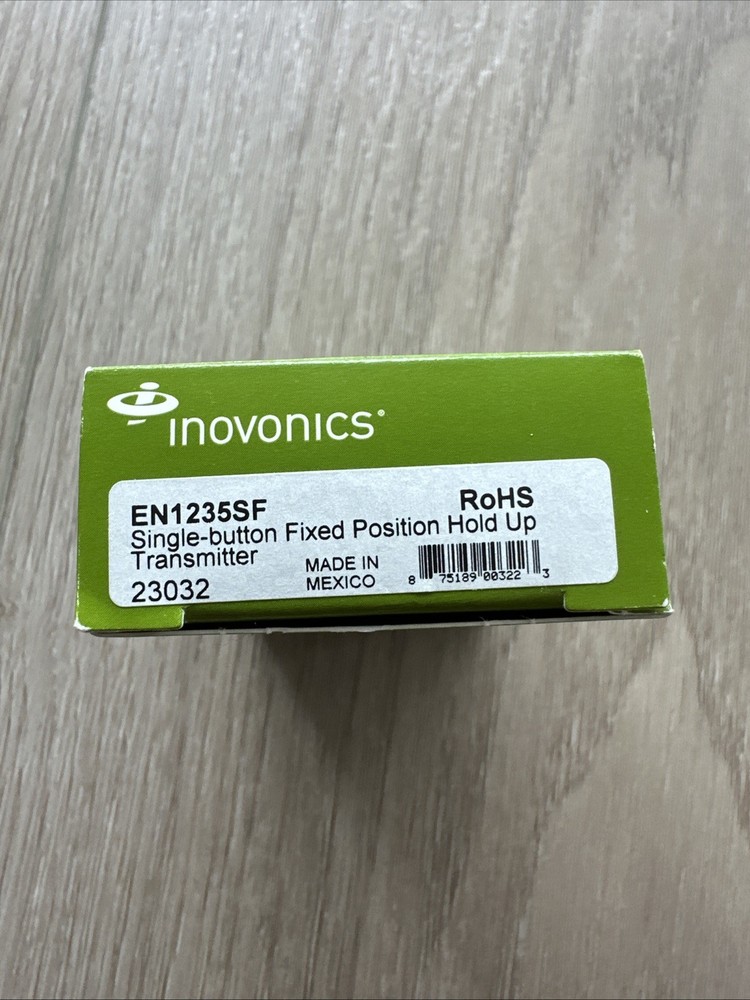 inovonics®
EN1235SF RoHS
Single-button Fixed Position Hold Up
Transmitter
MADE IN
MEXICO
23032
8 75189 00322 3